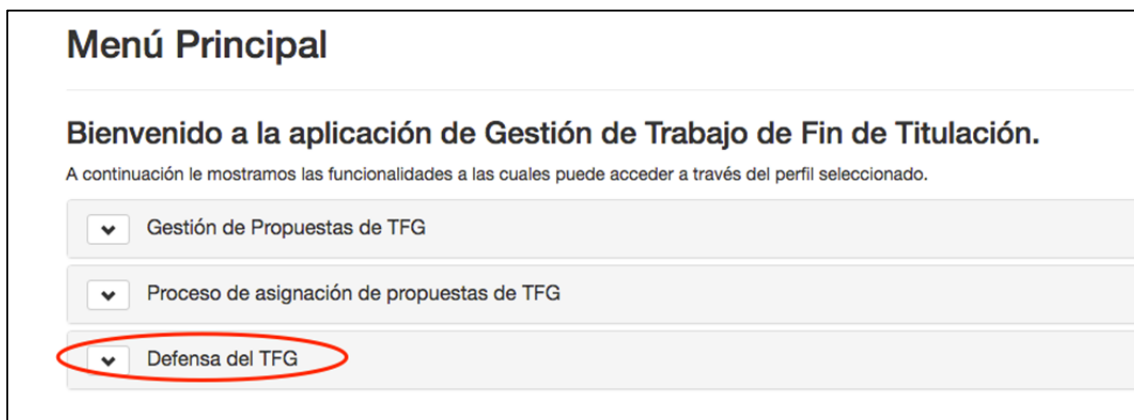 Menú Principal
Bienvenido a la aplicación de Gestión de Trabajo de Fin de Titulación.
A continuación le mostramos las funcionalidades a las cuales puede acceder a través del perfil seleccionado.
Gestión de Propuestas de TFG
Proceso de asignación de propuestas de TFG
Defensa del TFG